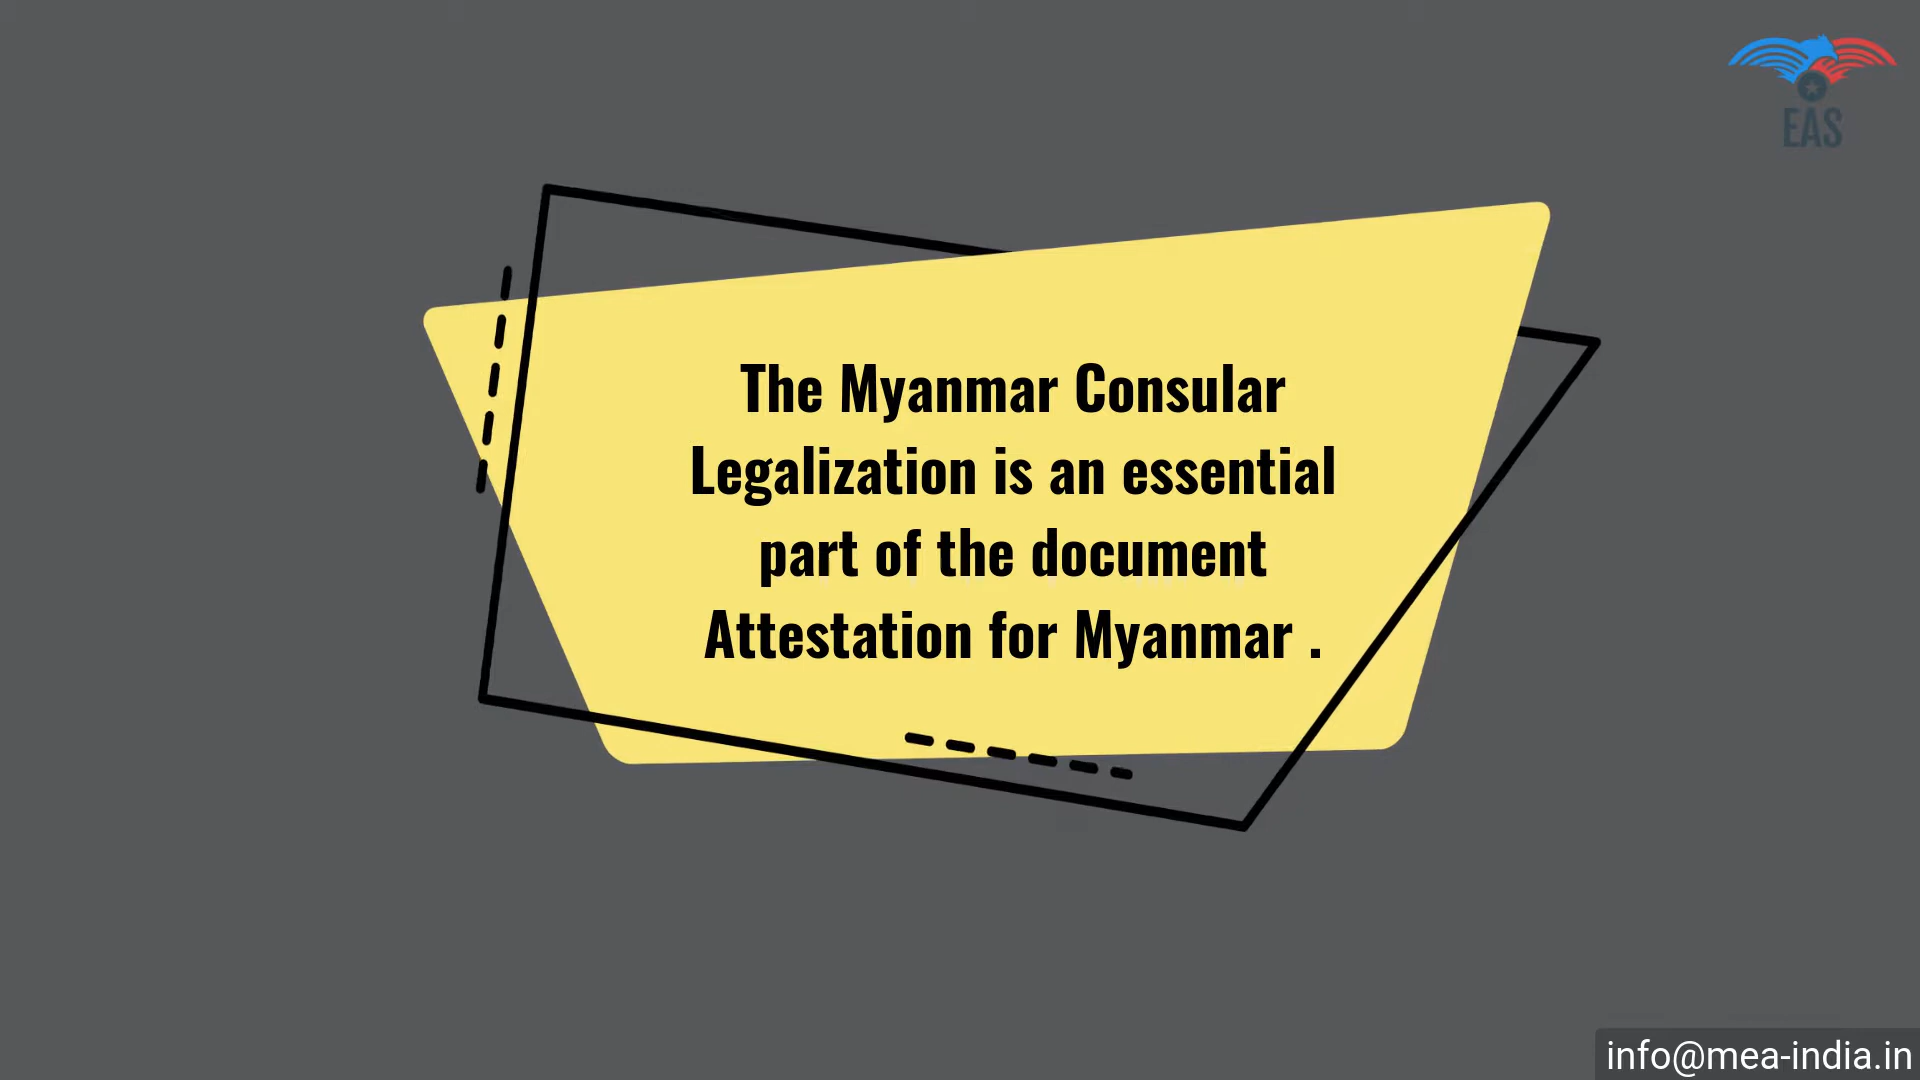 EAS
The Myanmar Consular
Legalization is an essential
part of the document
Attestation for Myanmar .
info@mea-india.in